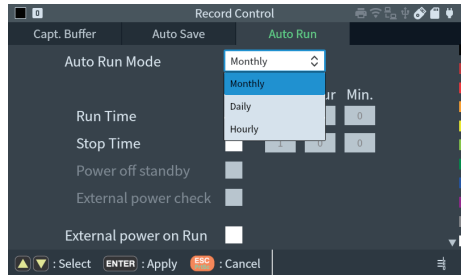 0 Record Control
Capt. Buffer Auto Save Auto Run
Auto Run Mode Monthly
Monthly
Min.
Daily
Run Time 0
Hourly
Stop Time 1 0 0
Power off standby
External power check
External power on Run
: Select ENTER : Apply ESC : Cancel